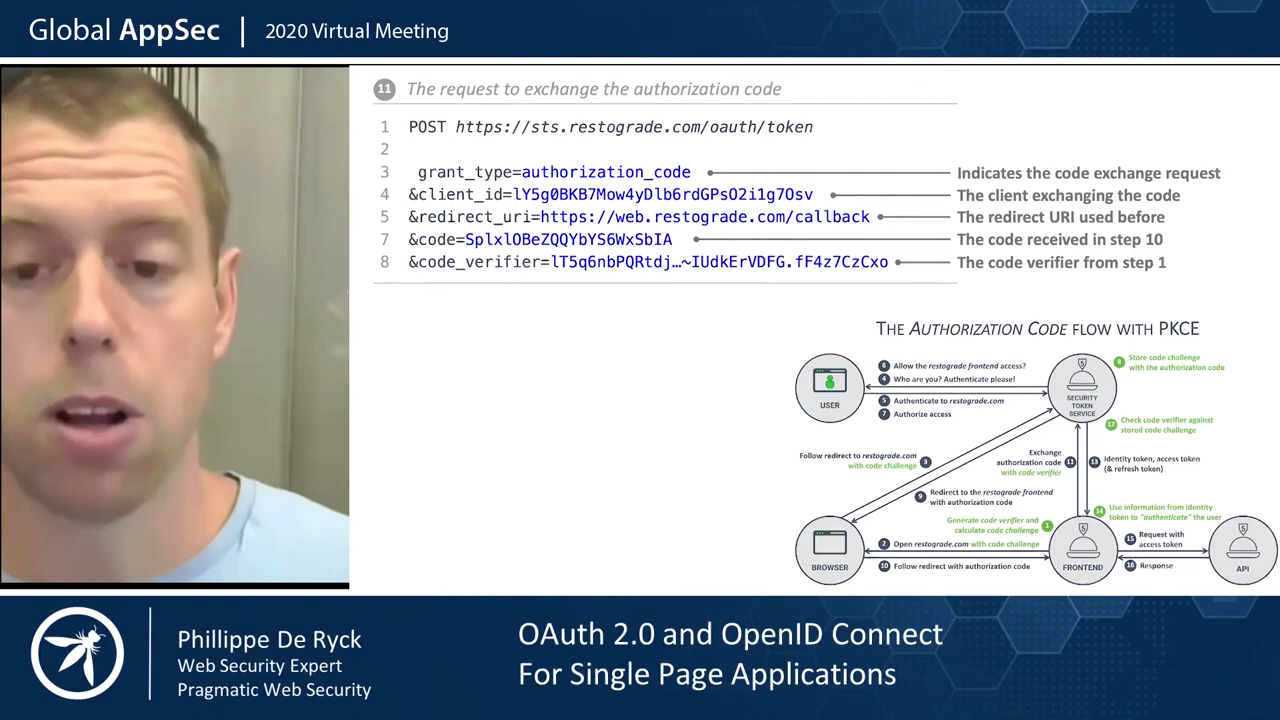 Global AppSec | 2020 Virtual Meeting
11 The request to exchange the authorization code
1 POST https://sts.restograde.com/oauth/token
2
3 grant_type=authorization_code Indicates the code exchange request
4 &client_id=lY5g0BKB7Mow4yDlb6rdGPsO2i1g7Osv The client exchanging the code
5 &redirect_uri=https://web.restograde.com/callback The redirect URI used before
7 &code=SplxlOBeZQQYbYS6WxSbIA The code received in step 10
8 &code_verifier=lT5q6nbPQRtdj…~IUdkErVDFG.fF4z7CzCxo The code verifier from step 1
THE AUTHORIZATION CODE FLOW WITH PKCE
USER
6 Allow the restograde frontend access?
4 Who are you? Authenticate please!
5 Authenticate to restograde.com
7 Authorize access
SECURITY
TOKEN
SERVICE
8 Store code challenge
with the authorization code
12 Check code verifier against
stored code challenge
Follow redirect to restograde.com 3
with code challenge
9 Redirect to the restograde frontend
with authorization code
Exchange
authorization code 11
with code verifier
13 Identity token, access token
(& refresh token)
14 Use information from identity
token to "authenticate" the user
Generate code verifier and 1
calculate code challenge
2 Open restograde.com with code challenge
10 Follow redirect with authorization code
BROWSER
FRONTEND
15 Request with
access token
16 Response
API
Phillippe De Ryck
Web Security Expert
Pragmatic Web Security
OAuth 2.0 and OpenID Connect
For Single Page Applications